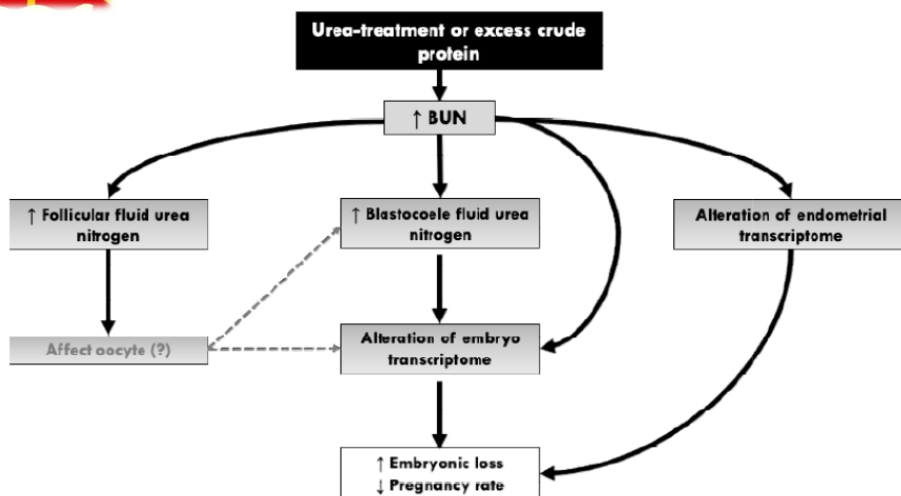 Urea-treatment or excess crude
protein
↑ BUN
↑ Follicular fluid urea
nitrogen
↑ Blastocoele fluid urea
nitrogen
Alteration of endometrial
transcriptome
Affect oocyte (?)
Alteration of embryo
transcriptome
↑ Embryonic loss
↓ Pregnancy rate